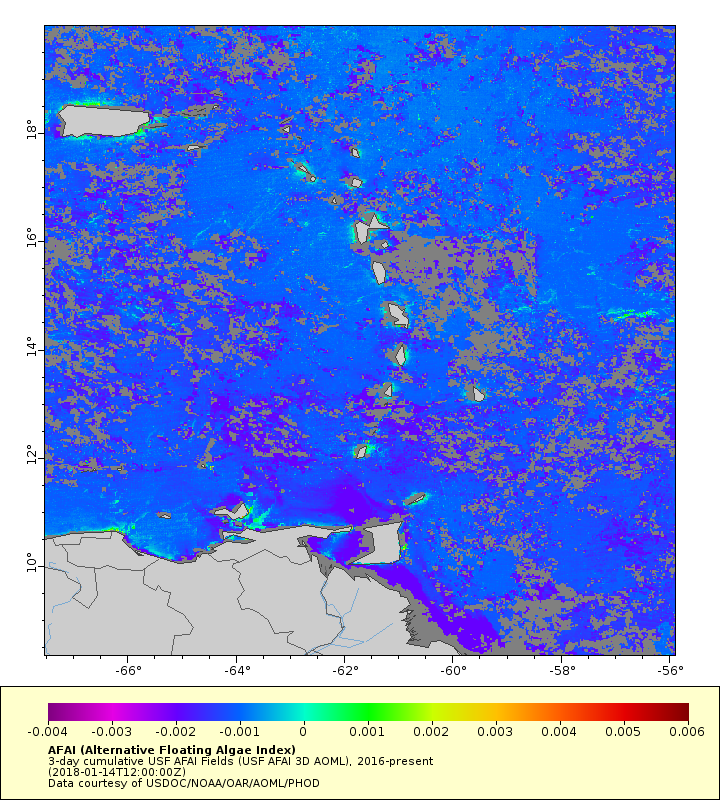 18°
16°
14°
12°
10°
-66° -64° -62° -60° -58° -56°
-0.004 -0.003 -0.002 -0.001 0 0.001 0.002 0.003 0.004 0.005 0.006
AFAI (Alternative Floating Algae Index)
3-day cumulative USF AFAI Fields (USF AFAI 3D AOML), 2016-present
(2018-01-14T12:00:00Z)
Data courtesy of USDOC/NOAA/OAR/AOML/PHOD